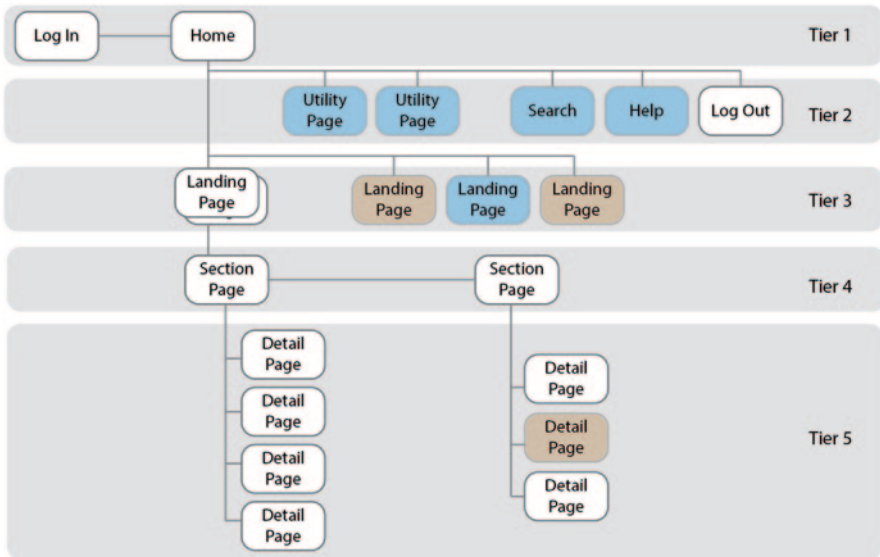 Log In
Home
Tier 1
Utility
Page
Utility
Page
Search
Help
Log Out
Tier 2
Landing
Page
Landing
Page
Landing
Page
Landing
Page
Tier 3
Section
Page
Section
Page
Tier 4
Detail
Page
Detail
Page
Detail
Page
Detail
Page
Detail
Page
Detail
Page
Detail
Page
Tier 5